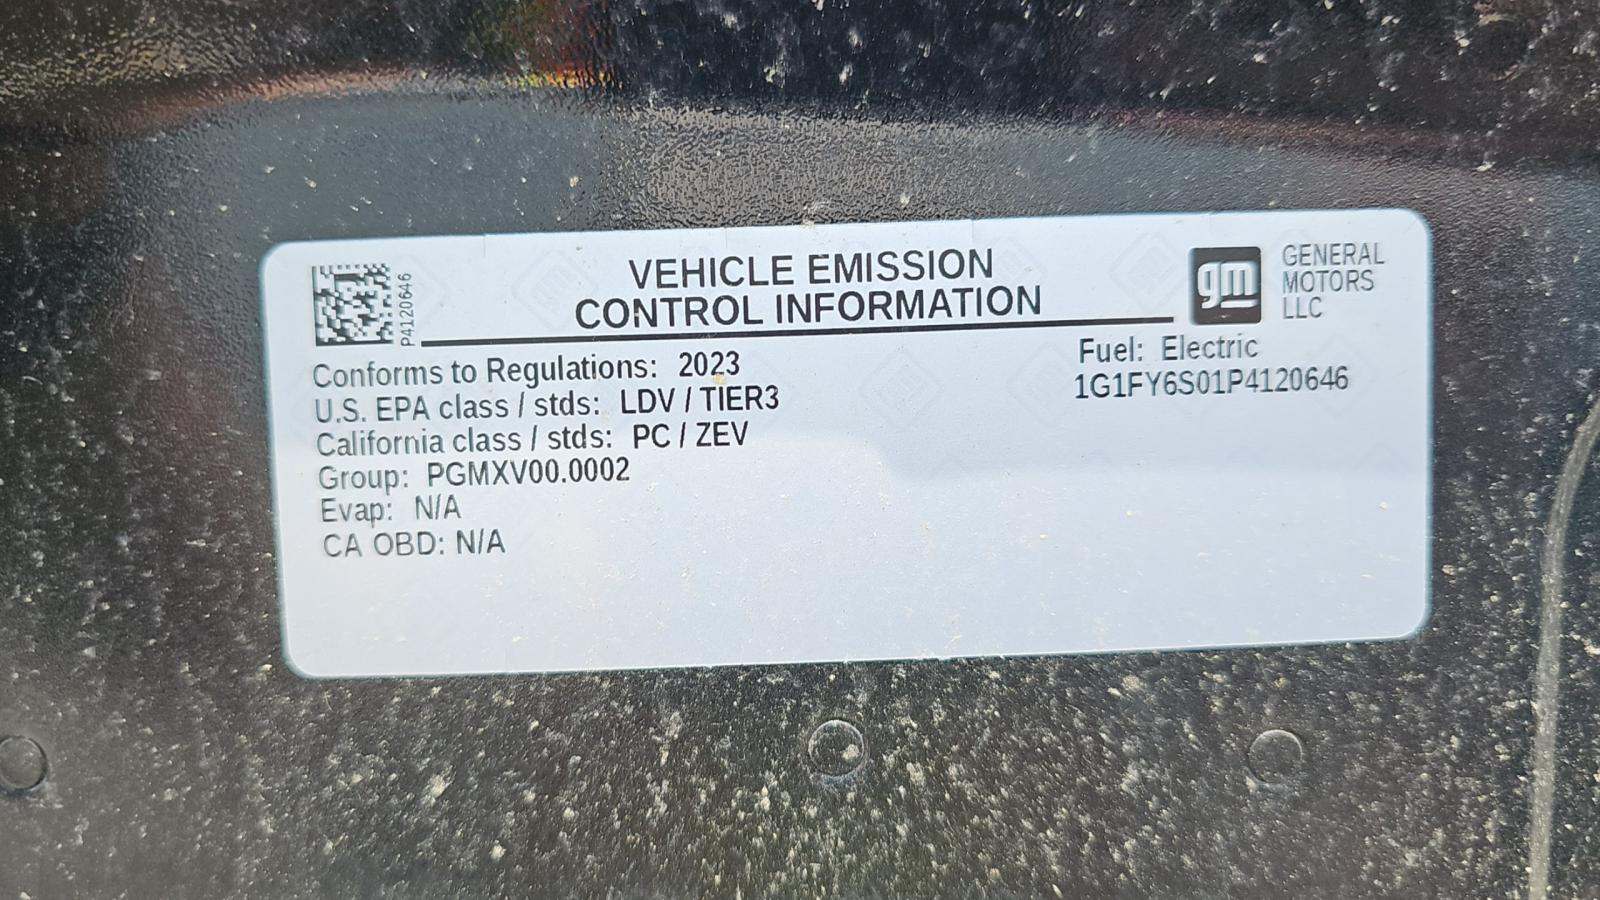 P4120646
VEHICLE EMISSION
CONTROL INFORMATION
gm
GENERAL
MOTORS
LLC
Conforms to Regulations: 2023
U.S. EPA class / stds: LDV / TIER3
California class / stds: PC / ZEV
Group: PGMXV00.0002
Evap: N/A
CA OBD: N/A
Fuel: Electric
1G1FY6S01P4120646